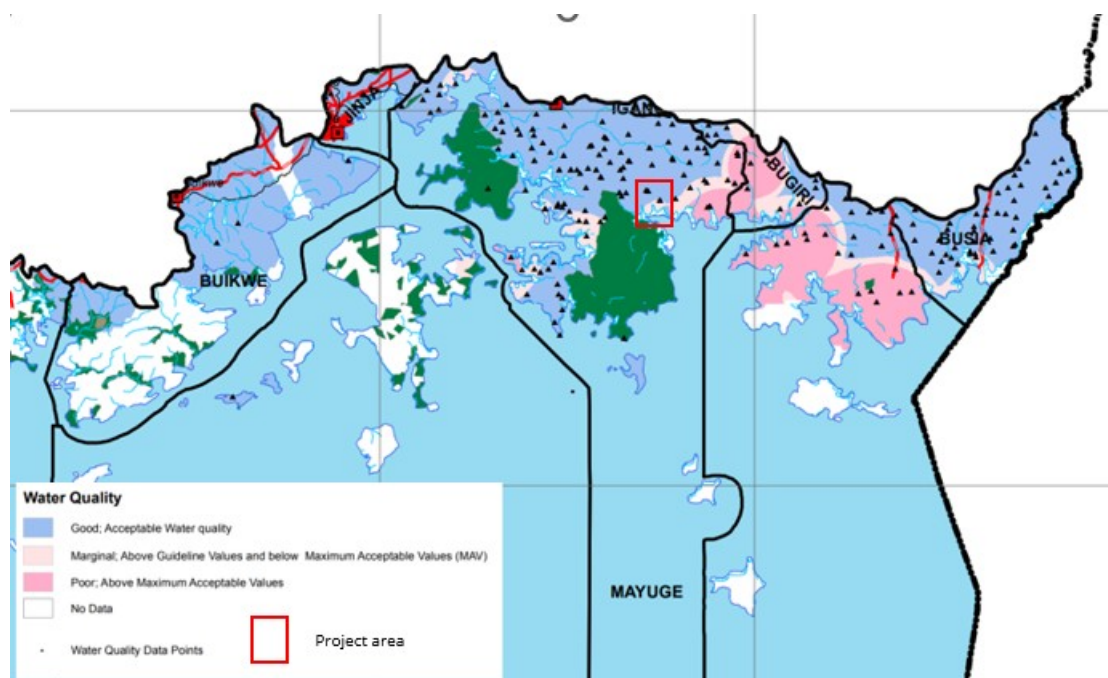 JINJA
IGAN
BUGIRI
BUSIA
BUIKWE
MAYUGE
Water Quality
Good; Acceptable Water quality
Marginal; Above Guideline Values and below Maximum Acceptable Values (MAV)
Poor; Above Maximum Acceptable Values
No Data
Water Quality Data Points
Project area